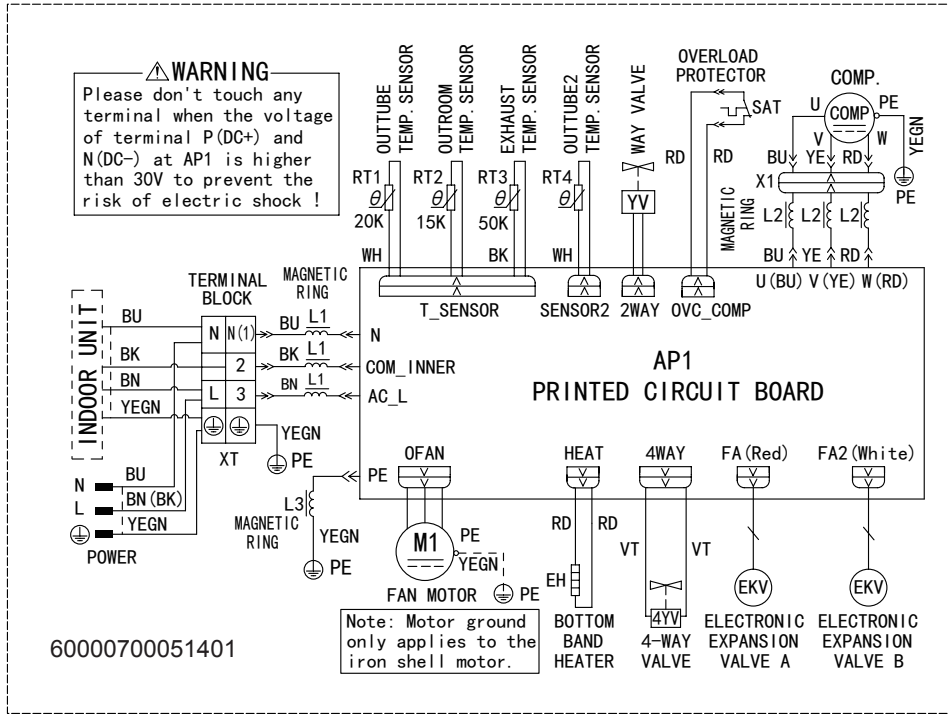 WARNING
Please don't touch any
terminal when the voltage
of terminal P(DC+) and
N(DC-) at AP1 is higher
than 30V to prevent the
risk of electric shock !
OUTTUBE
TEMP. SENSOR
OUTROOM
TEMP. SENSOR
EXHAUST
TEMP. SENSOR
OUTTUBE2
TEMP. SENSOR
WAY VALVE
OVERLOAD
PROTECTOR
SAT
COMP.
U
COMP
PE
V
W
YEGN
BU
YE
RD
PE
X1
MAGNETIC
RING
L2
L2
L2
BU
YE
RD
U(BU)
V(YE)
W(RD)
RT1
θ
20K
RT2
θ
15K
RT3
θ
50K
RT4
θ
YV
RD
RD
WH
BK
WH
T_SENSOR
SENSOR2
2WAY
OVC_COMP
TERMINAL
BLOCK
MAGNETIC
RING
INDOOR UNIT
BU
N
N(1)
BU
L1
N
BK
2
BK
L1
COM_INNER
BN
L
3
BN
L1
AC_L
YEGN
XT
YEGN
PE
AP1
PRINTED CIRCUIT BOARD
N
BU
L
BN(BK)
YEGN
POWER
PE
L3
MAGNETIC
RING
YEGN
PE
OFAN
M1
PE
YEGN
PE
FAN MOTOR
Note: Motor ground
only applies to the
iron shell motor.
HEAT
RD
RD
EH
BOTTOM
BAND
HEATER
4WAY
VT
VT
4YV
4-WAY
VALVE
FA(Red)
EKV
ELECTRONIC
EXPANSION
VALVE A
FA2(White)
EKV
ELECTRONIC
EXPANSION
VALVE B
60000700051401